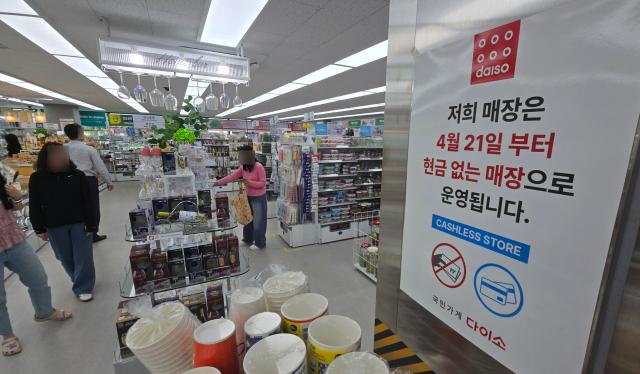 daiso
저희 매장은
4월 21일 부터
현금 없는 매장으로
운영됩니다.
CASHLESS STORE
국민가게 다이소